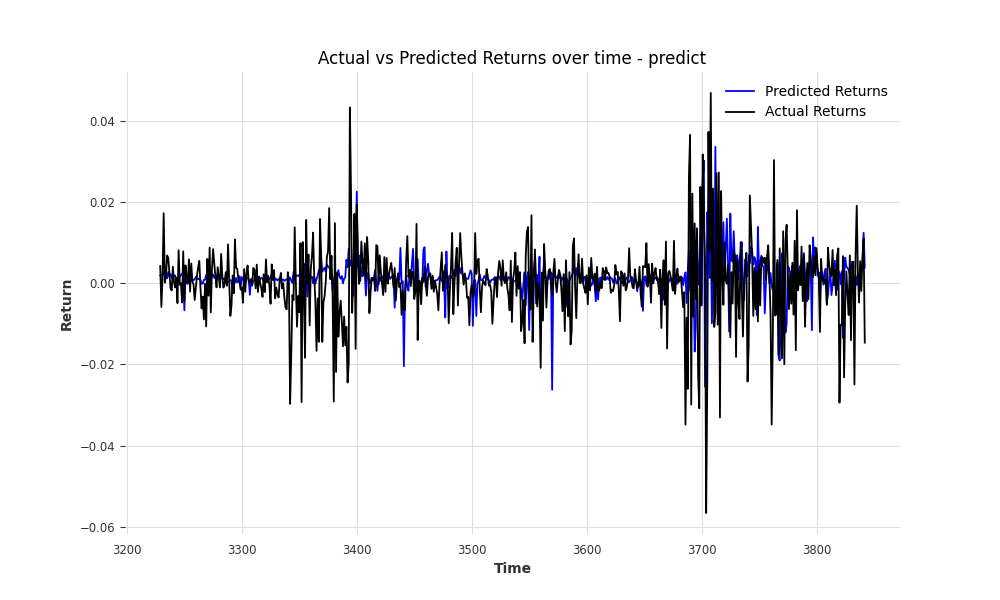 Actual vs Predicted Returns over time - predict
Predicted Returns
Actual Returns
0.04
0.02
0.00
−0.02
−0.04
−0.06
Return
3200 3300 3400 3500 3600 3700 3800
Time